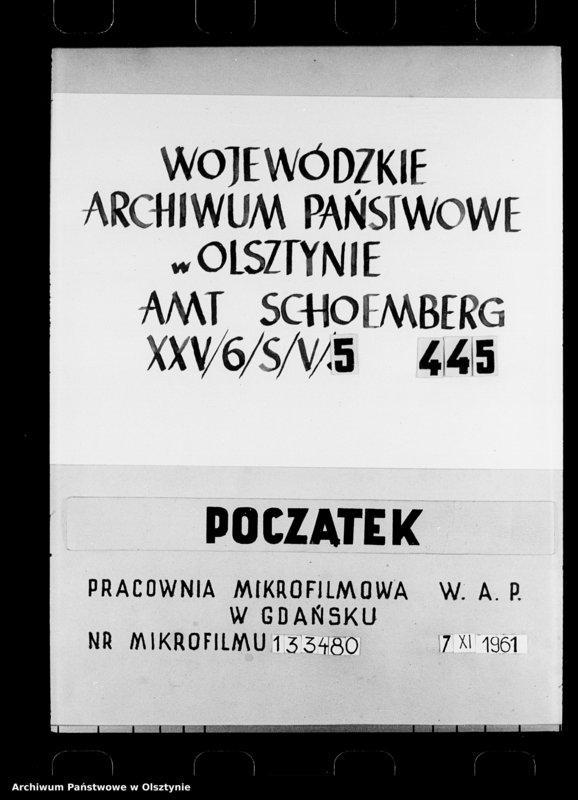 WOJEWÓDZKIE
ARCHIWUM PAŃSTWOWE
w OLSZTYNIE
AMT SCHOEMBERG
XXV/6/S/V/5 445
POCZĄTEK
PRACOWNIA MIKROFILMOWA W. A. P.
W GDAŃSKU
NR MIKROFILMU 133480 7 XI 1961
Archiwum Państwowe w Olsztynie